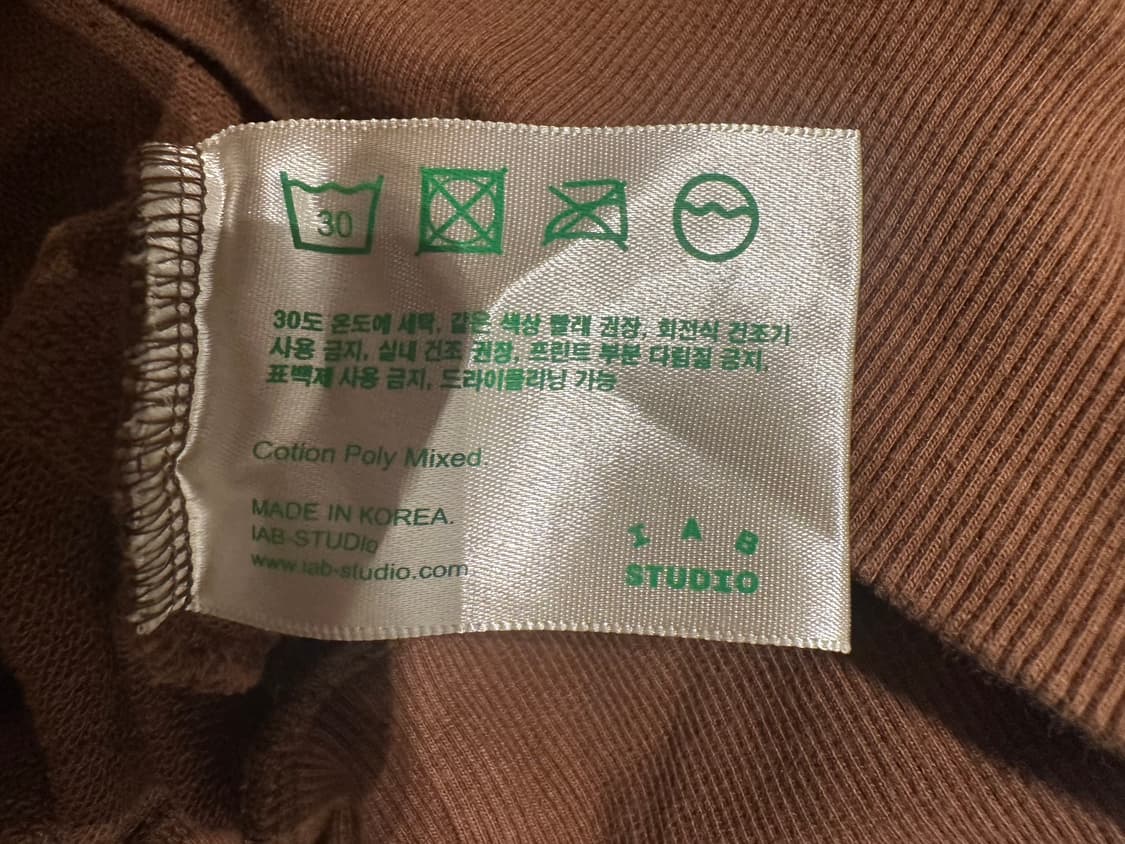 30
30도 온도에 세탁, 같은 색상 빨래 권장, 회전식 건조기
사용 금지, 실내 건조 권장, 프린트 부분 다림질 금지,
표백제 사용 금지, 드라이클리닝 가능
Cotion Poly Mixed.
MADE IN KOREA.
IAB-STUDIo
www.iab-studio.com
I A B
STUDIO